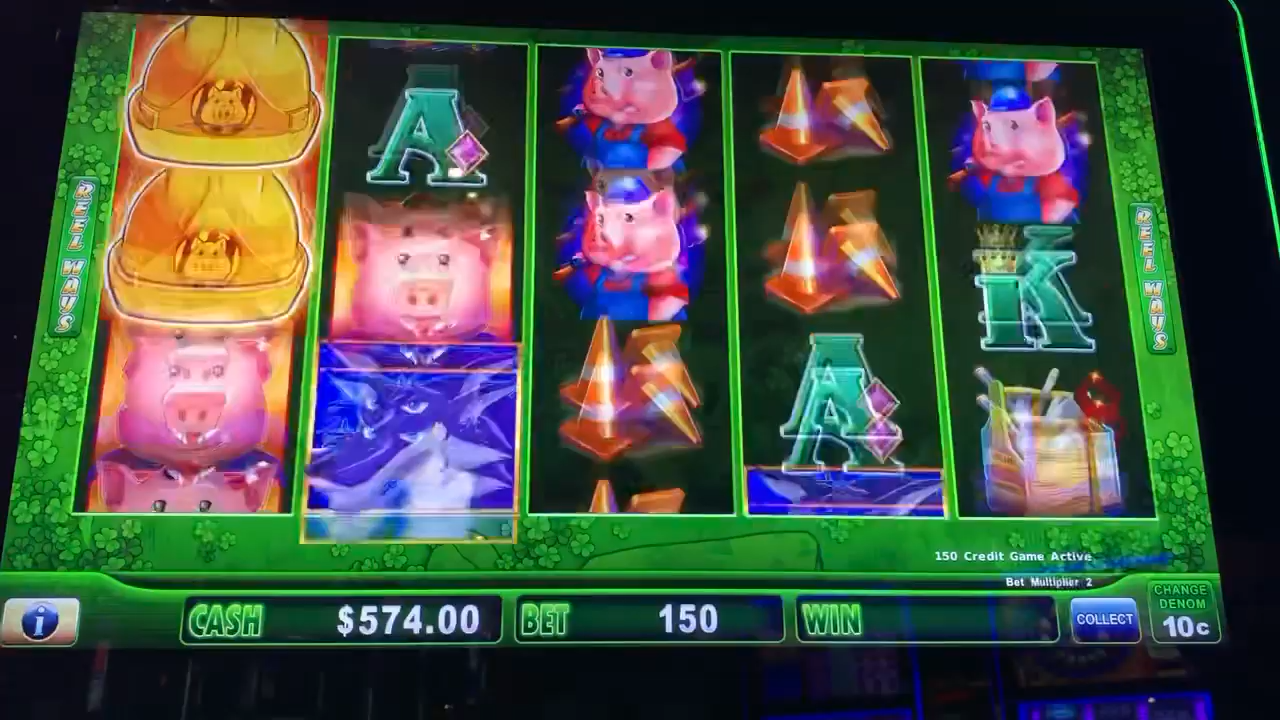 A
K
A
REEL WAYS
REEL WAYS
150 Credit Game Active
Bet Multiplier 2
i
CASH $574.00
BET 150
WIN
COLLECT
CHANGE
DENOM
10c